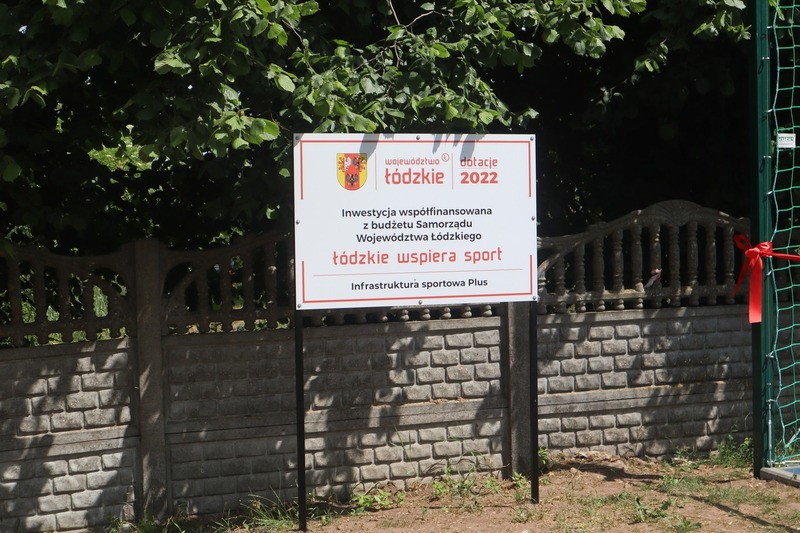 województwo
łódzkie
dotacje
2022
Inwestycja współfinansowana
z budżetu Samorządu
Województwa Łódzkiego
łódzkie wspiera sport
Infrastruktura sportowa Plus